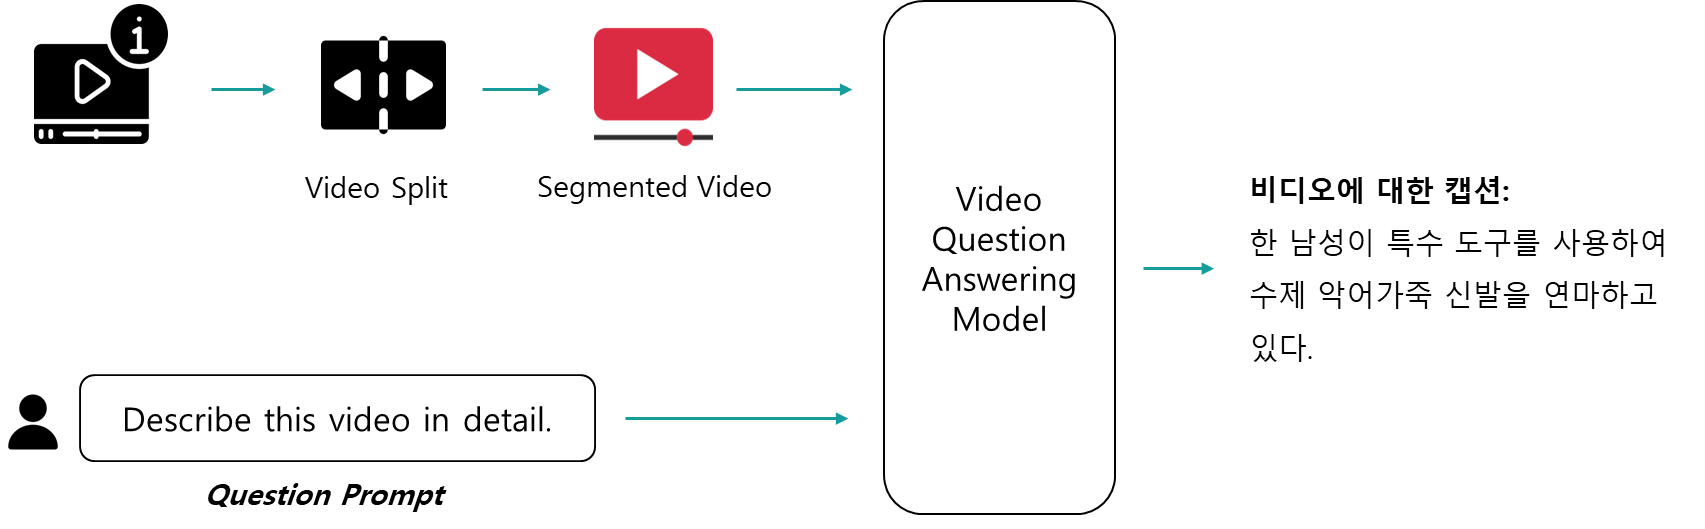 Video Split
Segmented Video
Video
Question
Answering
Model
Describe this video in detail.
Question Prompt
비디오에 대한 캡션:
한 남성이 특수 도구를 사용하여
수제 악어가죽 신발을 연마하고
있다.